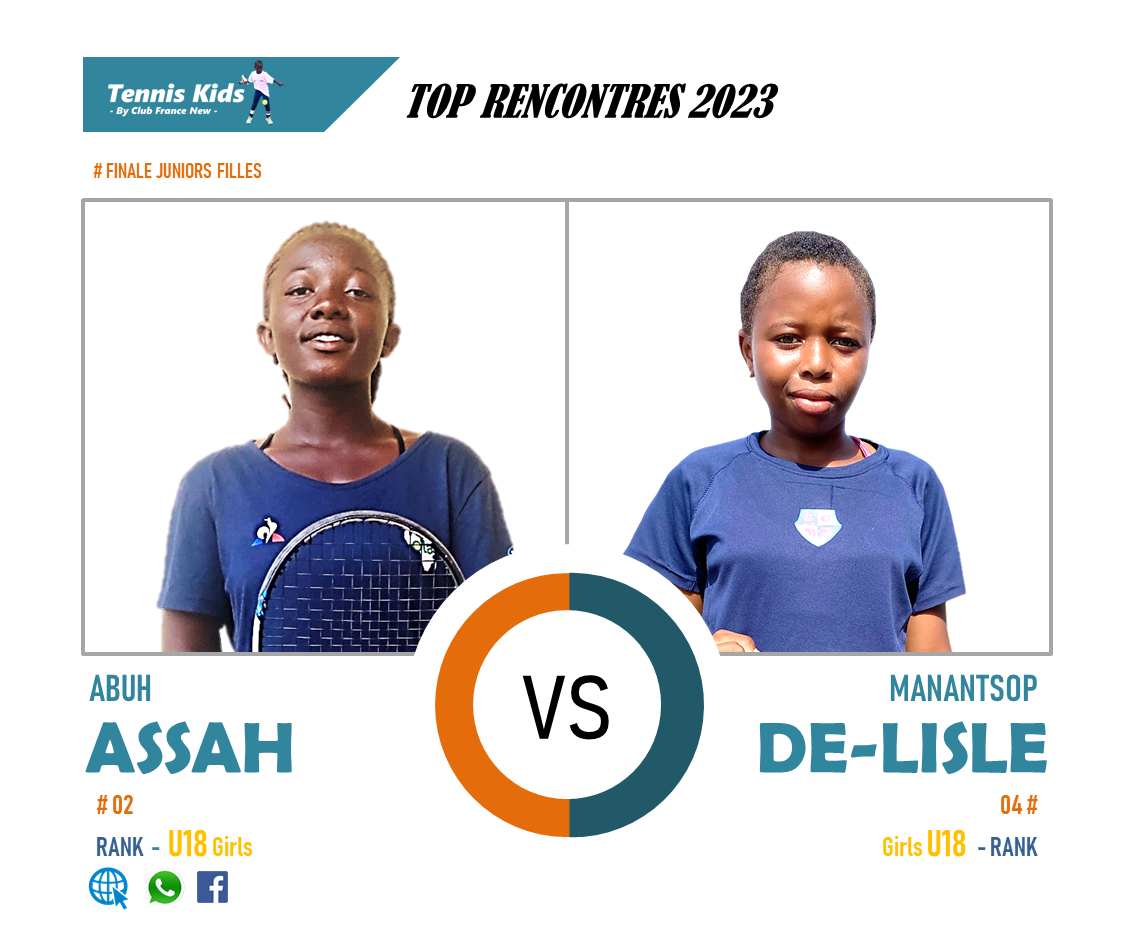 Tennis Kids
- By Club France New -
TOP RENCONTRES 2023
# FINALE JUNIORS FILLES
VS
ABUH
ASSAH
# 02
RANK - U18 Girls
MANANTSOP
DE-LISLE
04 #
Girls U18 - RANK